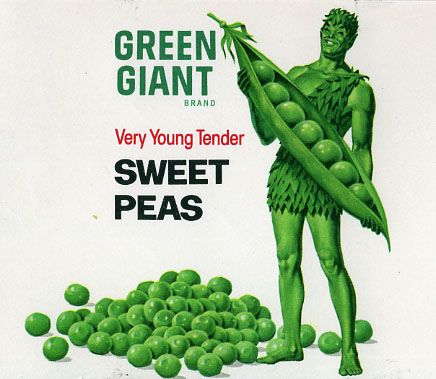 GREEN
GIANT
BRAND
Very Young Tender
SWEET
PEAS